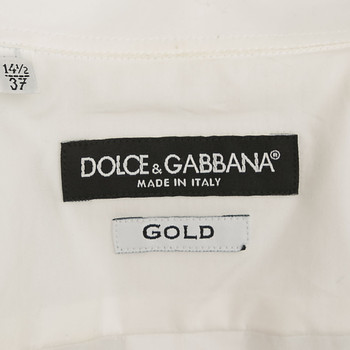 14½
37
DOLCE & GABBANA®
MADE IN ITALY
GOLD